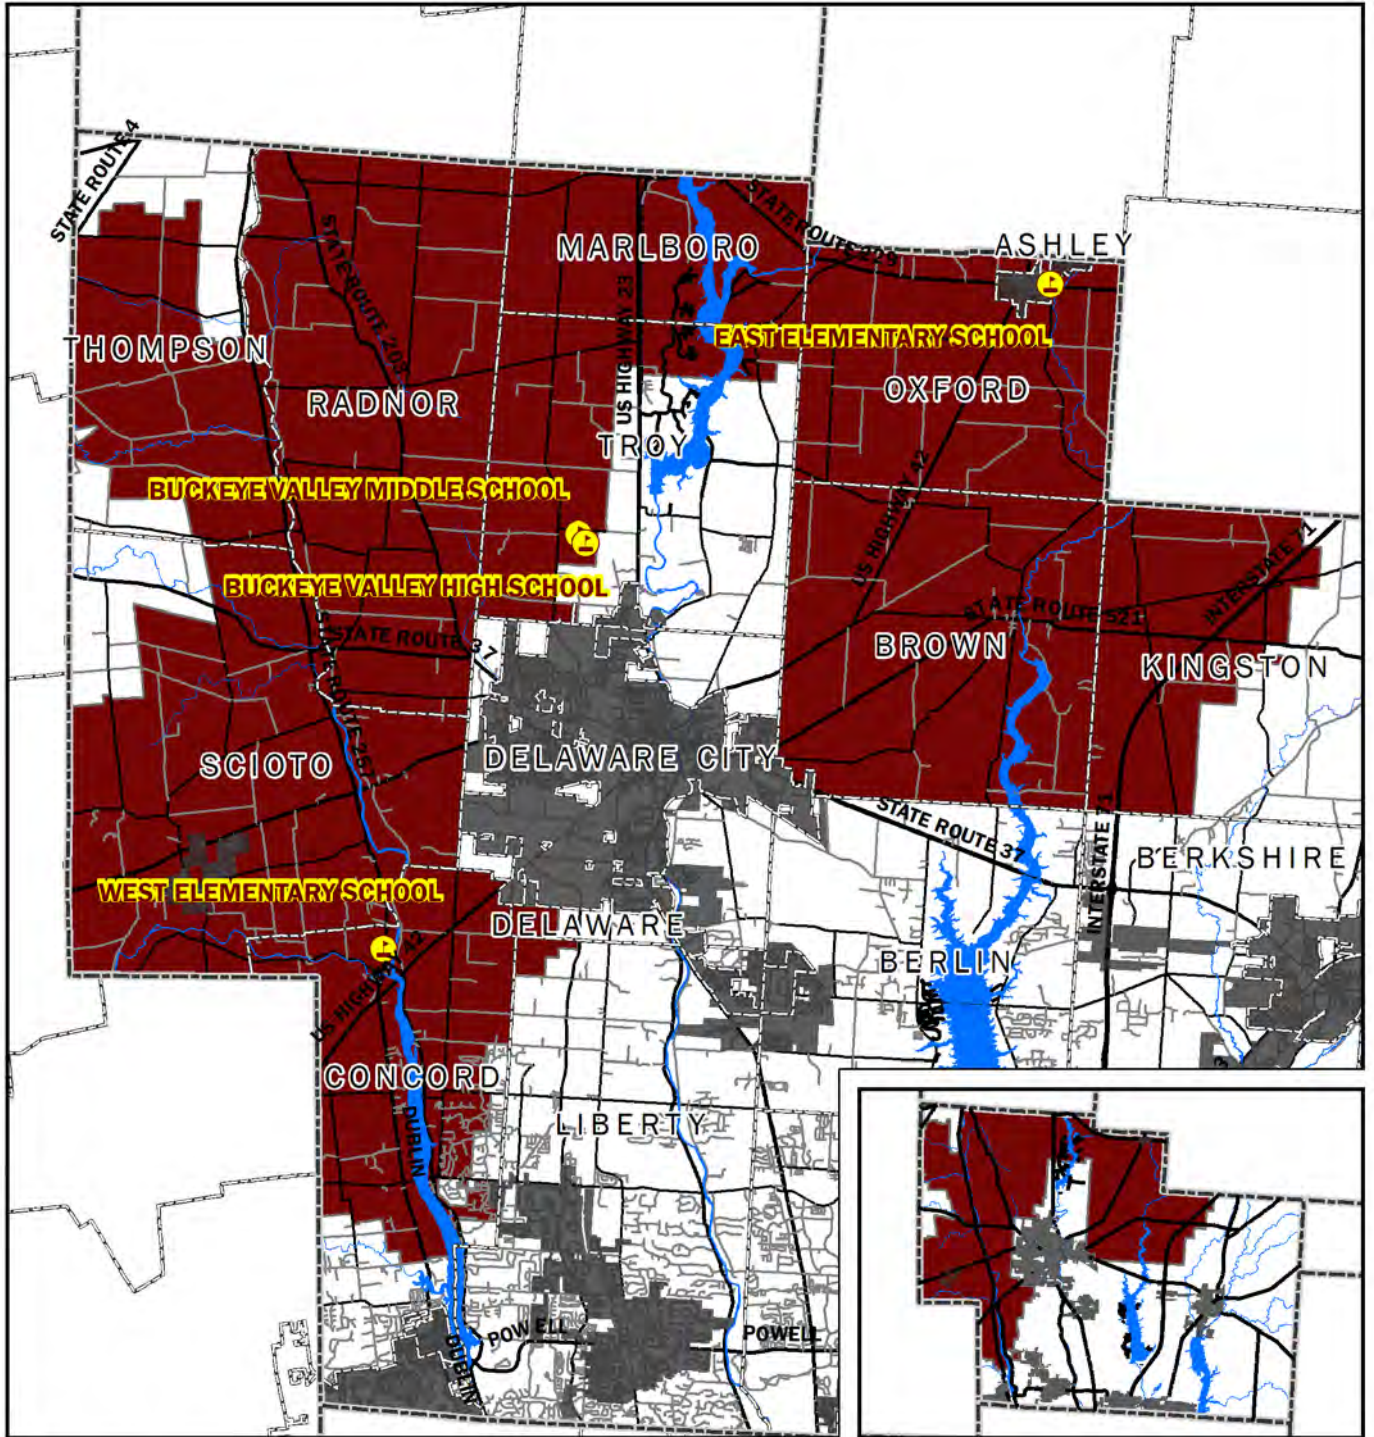 STATE ROUTE 4
STATE ROUTE 229
ASHLEY
MARLBORO
STATE ROUTE 203
US HIGHWAY 23
EAST ELEMENTARY SCHOOL
THOMPSON
RADNOR
OXFORD
TROY
US HIGHWAY 42
BUCKEYE VALLEY MIDDLE SCHOOL
INTERSTATE 71
BUCKEYE VALLEY HIGH SCHOOL
STATE ROUTE 521
STATE ROUTE 37
BROWN
KINGSTON
STATE ROUTE 257
SCIOTO
DELAWARE CITY
STATE ROUTE 37
INTERSTATE 71
BERKSHIRE
WEST ELEMENTARY SCHOOL
DELAWARE
BERLIN
US HIGHWAY 42
CONCORD
3
LIBERTY
DUBLIN
POWELL
POWELL
DUBLIN